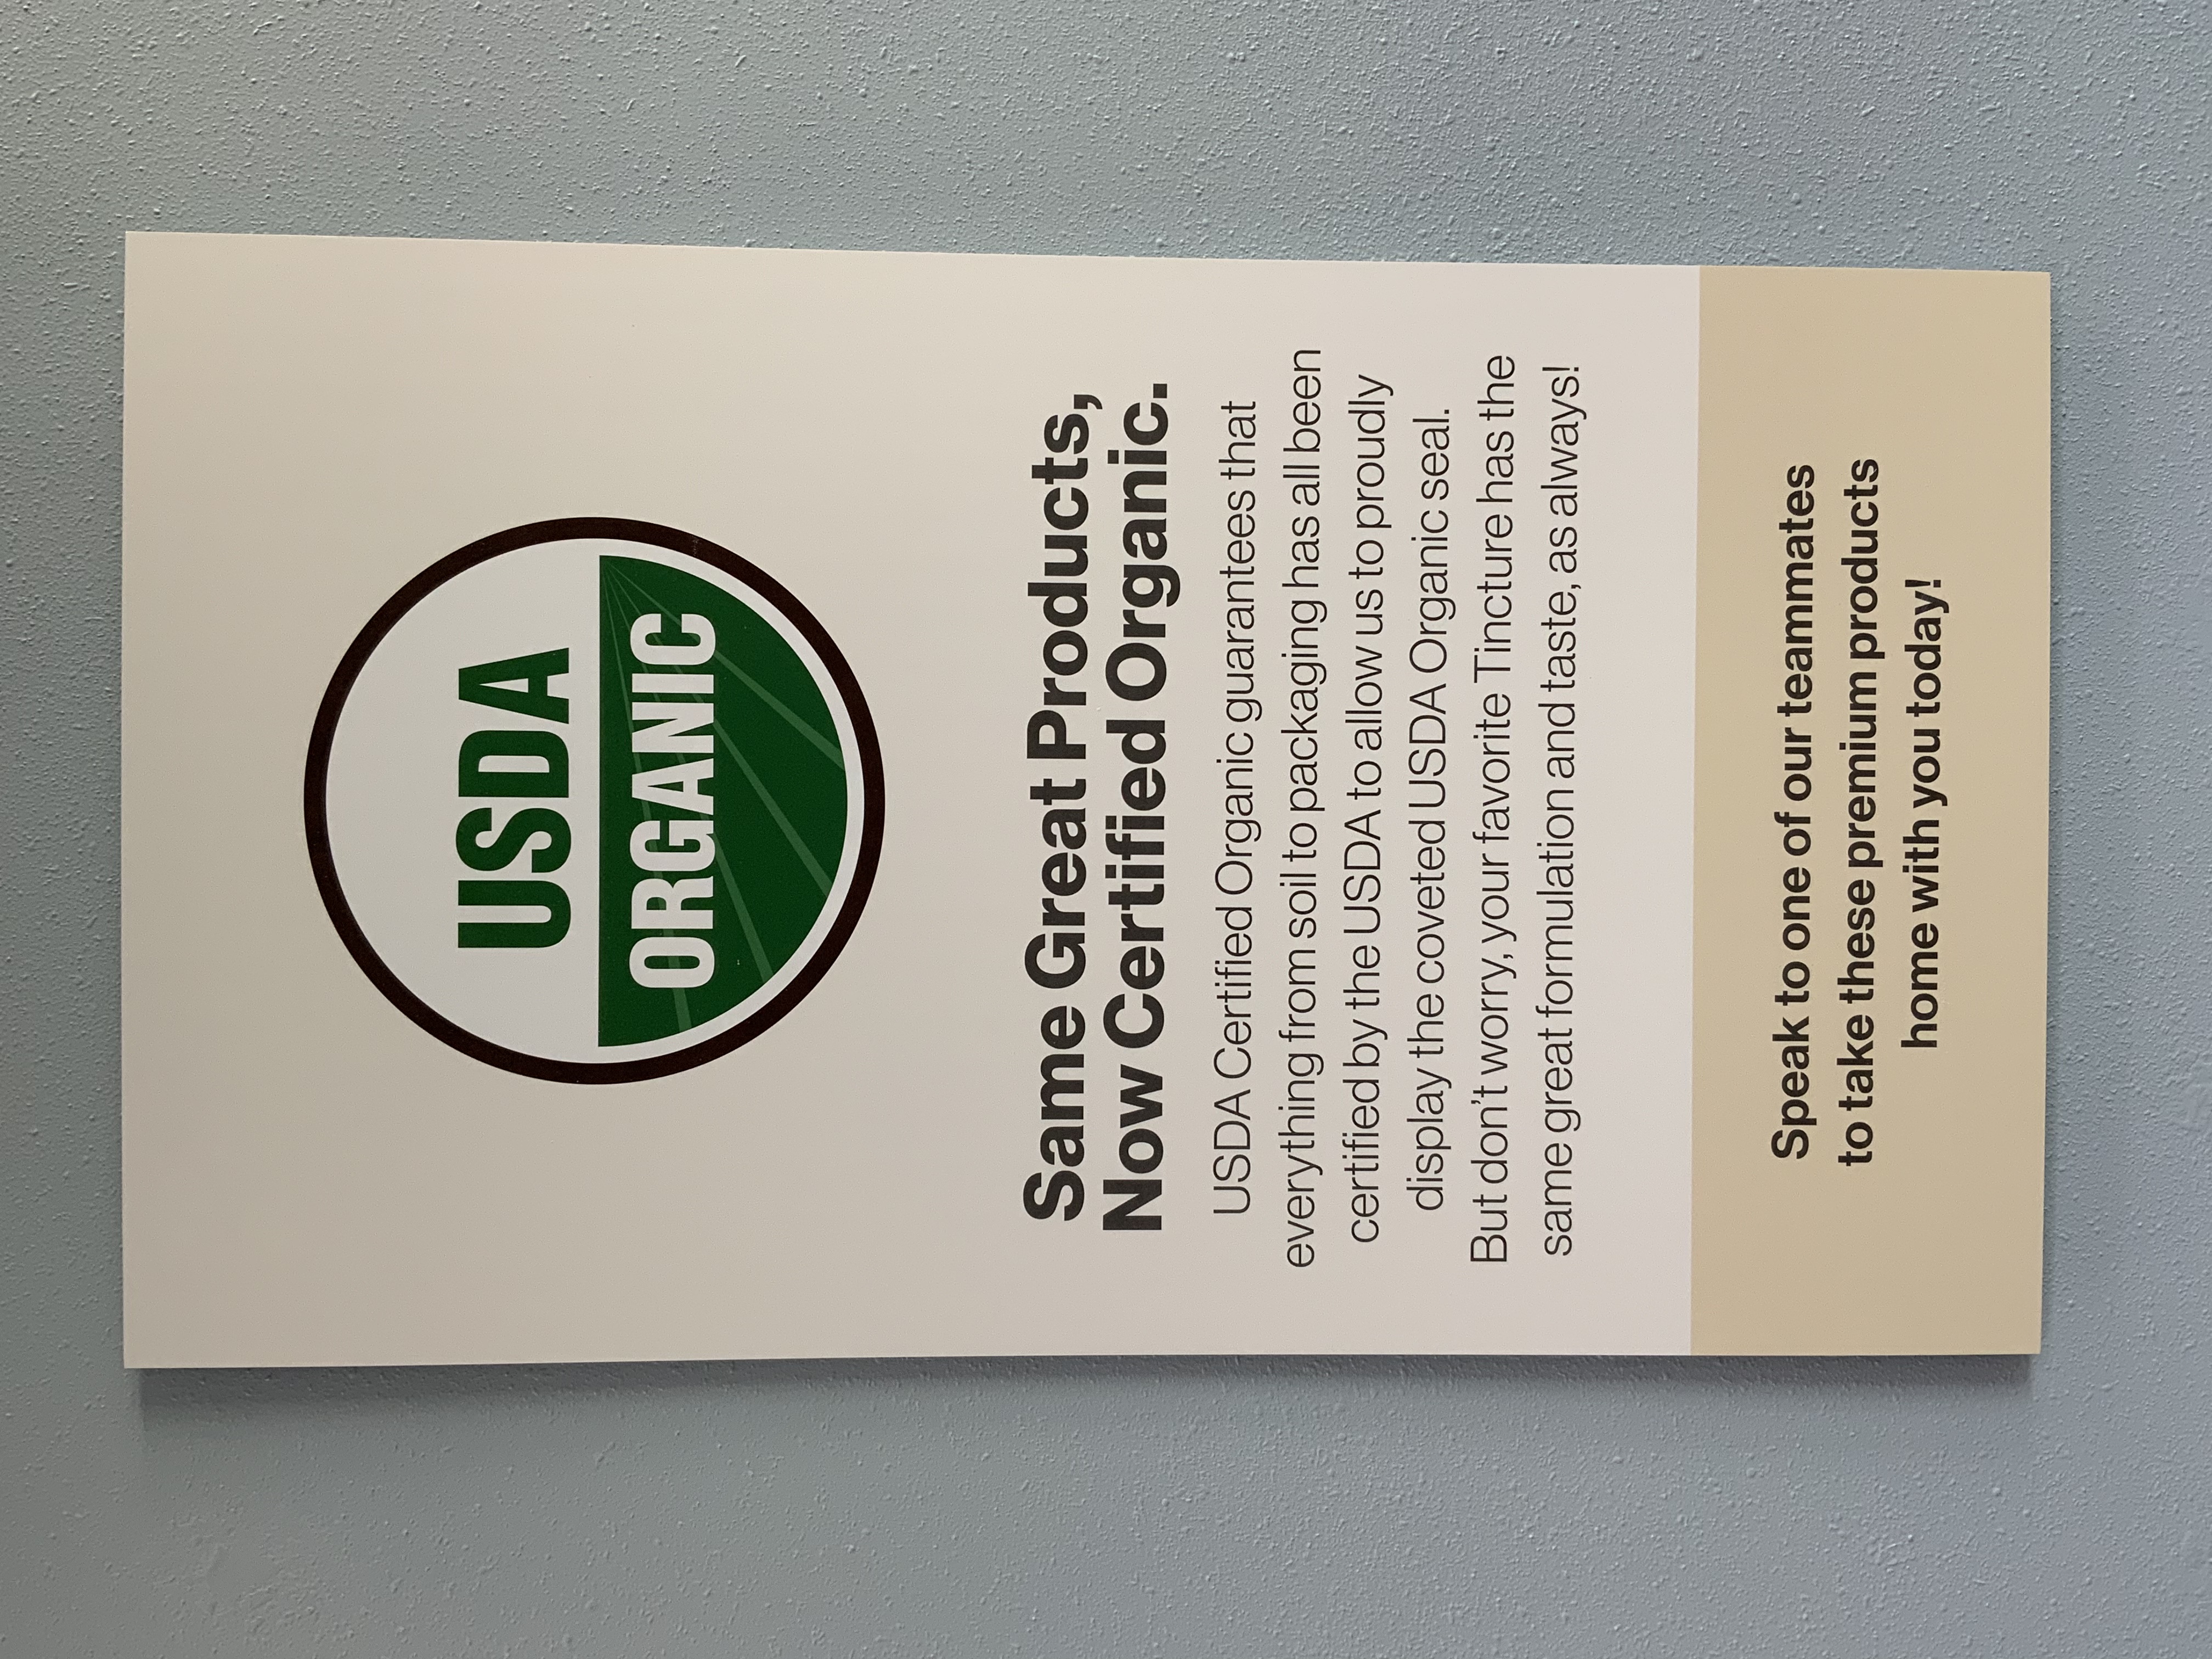 USDA
ORGANIC
Same Great Products,
Now Certified Organic.
USDA Certified Organic guarantees that
everything from soil to packaging has all been
certified by the USDA to allow us to proudly
display the coveted USDA Organic seal.
But don't worry, your favorite Tincture has the
same great formulation and taste, as always!
Speak to one of our teammates
to take these premium products
home with you today!